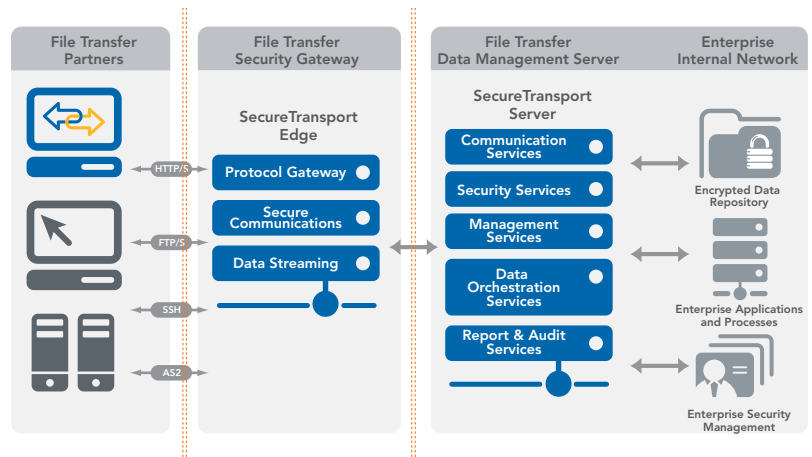 File Transfer
Partners
File Transfer
Security Gateway
File Transfer
Data Management Server
Enterprise
Internal Network
HTTP/S
FTP/S
SSH
AS2
SecureTransport
Edge
Protocol Gateway
Secure
Communications
Data Streaming
SecureTransport
Server
Communication
Services
Security Services
Management
Services
Data
Orchestration
Services
Report & Audit
Services
Encrypted Data
Repository
Enterprise Applications
and Processes
Enterprise Security
Management